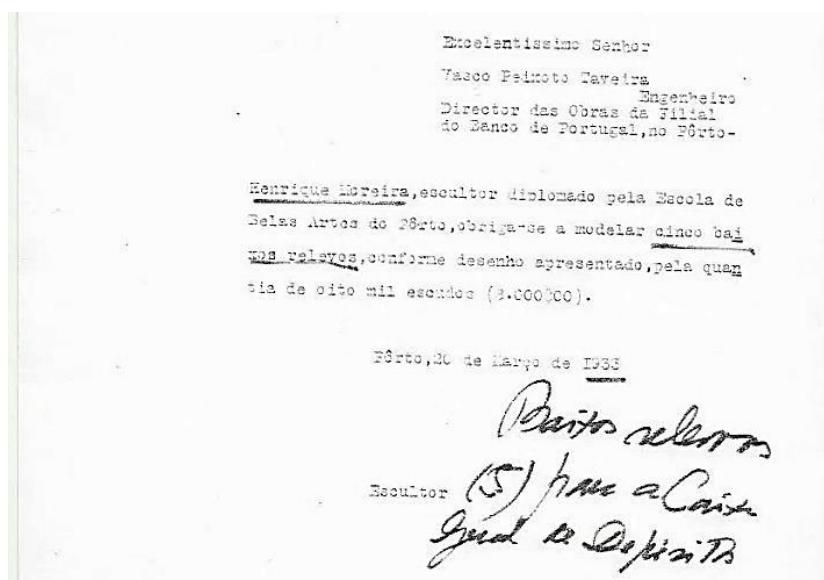 Excelentissimo Senhor
Vasco Peixoto Taveira
Engenheiro
Director das Obras da Filial
do Banco de Portugal,no Pôrto-
Henrique Moreira,escultor diplomado pela Escola de
Belas Artes do Pôrto,obriga-se a modelar cinco bai
xos relevos,conforme desenho apresentado,pela quan
tia de oito mil escudos (8.000$00).
Pôrto,20 de Março de 1933
Baixos relevos
Escultor (5) para a Caixa
Geral de Depósitos